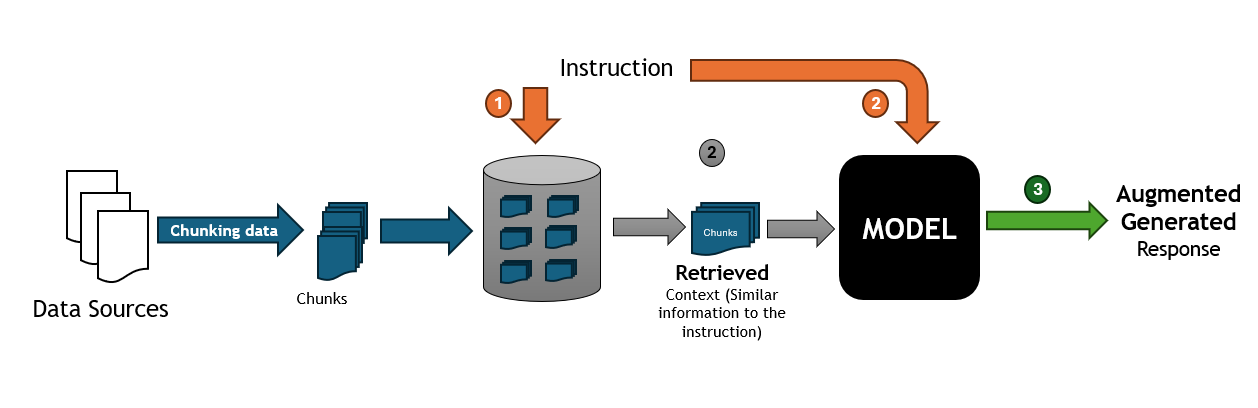 Instruction
1
2
2
Chunking data
Chunks
Data Sources
Chunks
Retrieved
Context (Similar
information to the
instruction)
MODEL
3
Augmented
Generated
Response